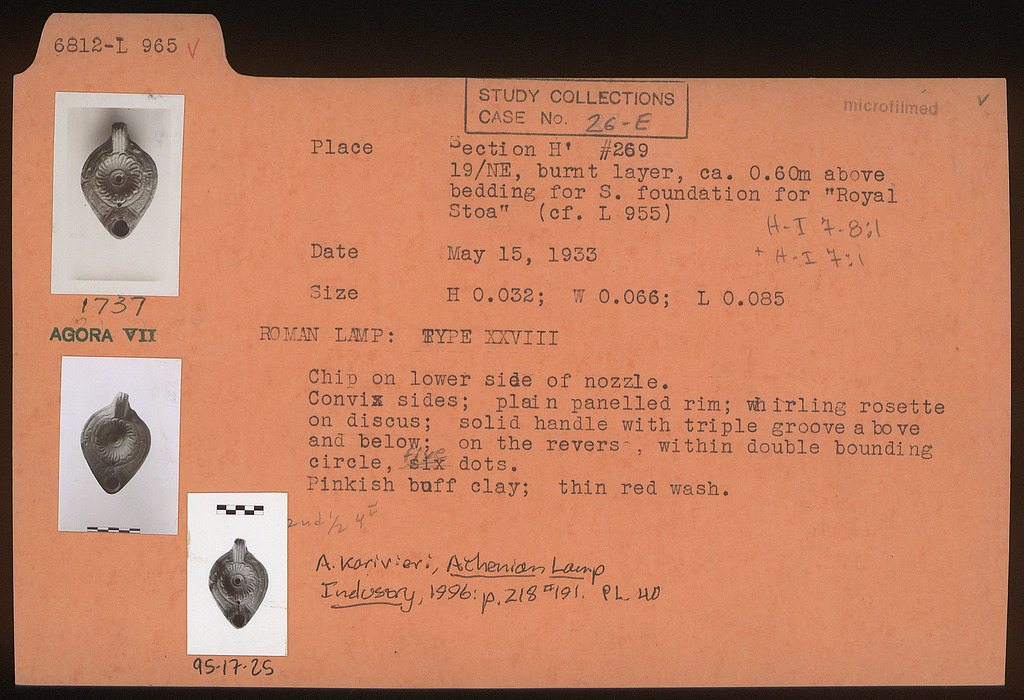 6812-L 965 √
STUDY COLLECTIONS
CASE No. 26-E
microfilmed √
Place Section H' #269
19/NE, burnt layer, ca. 0.60m above
bedding for S. foundation for "Royal
Stoa" (cf. L 955)
H-I 7-8:1
+ H-I 7:1
Date May 15, 1933
Size H 0.032; W 0.066; L 0.085
1737
AGORA VII
ROMAN LAMP: TYPE XXVIII
Chip on lower side of nozzle.
Convix sides; plain panelled rim; whirling rosette
on discus; solid handle with triple groove above
and below; on the revers , within double bounding
five
circle, six dots.
Pinkish buff clay; thin red wash.
2nd 1/2 4
A. Karivieri, Athenian Lamp
Industry, 1996: p. 218 #191. PL 40
95-17-25